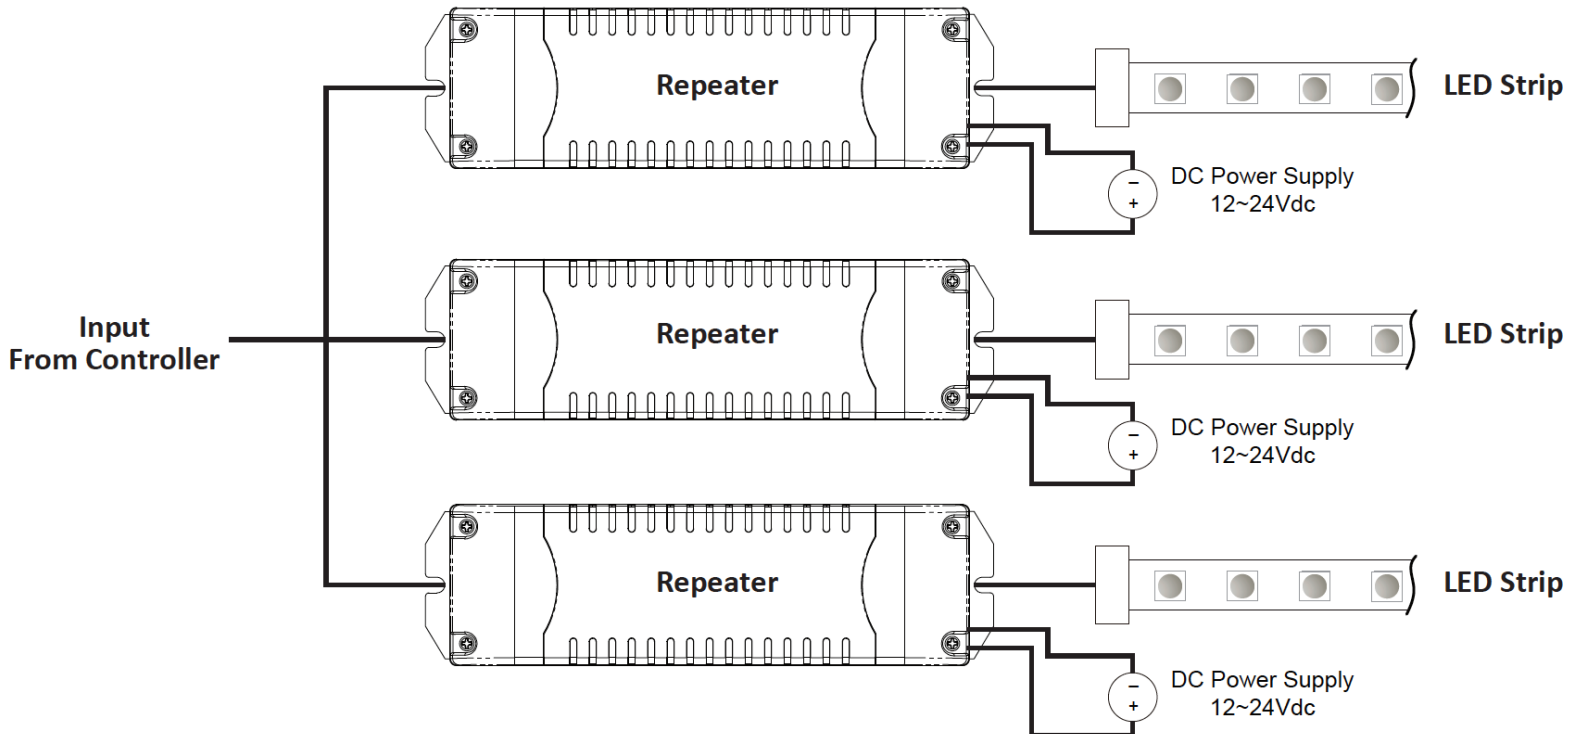 Repeater
LED Strip
−
+
DC Power Supply
12~24Vdc
Input
From Controller
Repeater
LED Strip
−
+
DC Power Supply
12~24Vdc
Repeater
LED Strip
−
+
DC Power Supply
12~24Vdc